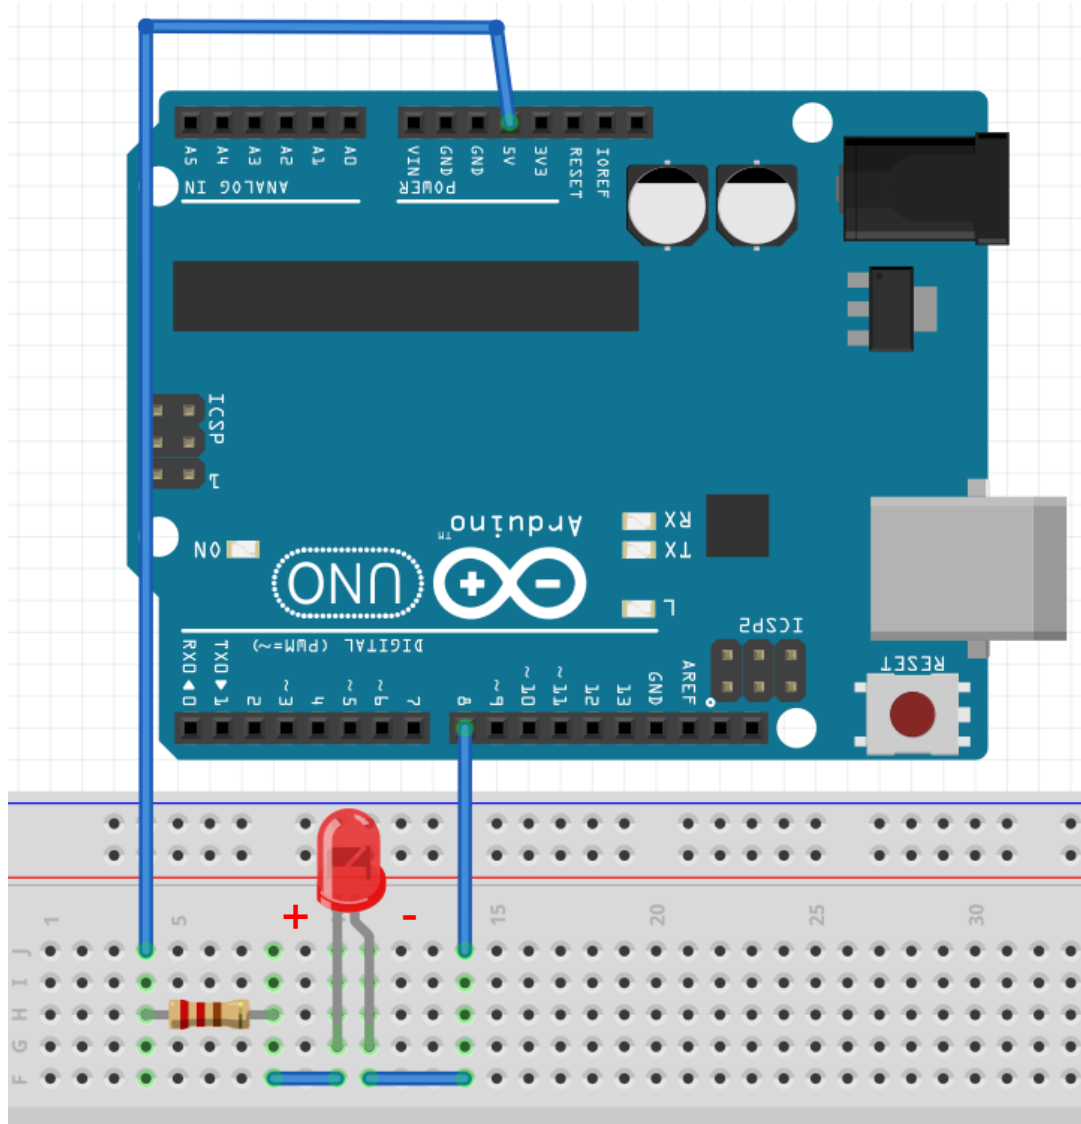 A5 A4 A3 A2 A1 A0 VIN GND GND 5V 3V3 RESET IOREF
ANALOG IN POWER
ICSP
1
Arduino™
RX
TX
ON
UNO
L
ICSP2
DIGITAL (PWM=~)
RESET
RX0◀0 TX0▶1 2 ~3 4 ~5 ~6 7 8 ~9 ~10 ~11 12 13 GND AREF
+ -
1 5 15 20 25 30
J
I
H
G
F